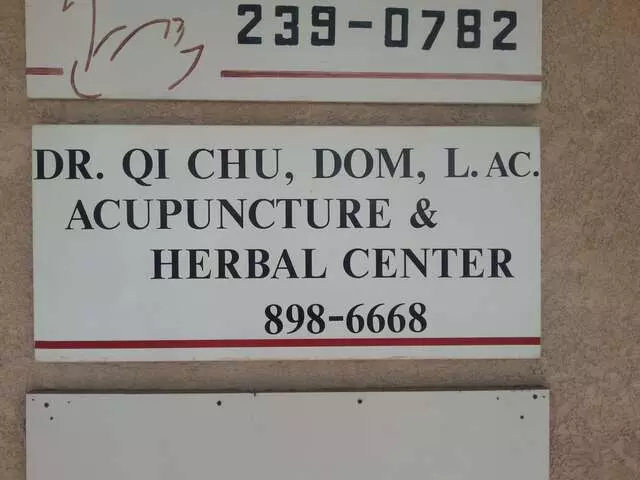 239-0782
DR. QI CHU, DOM, L. AC.
ACUPUNCTURE &
HERBAL CENTER
898-6668